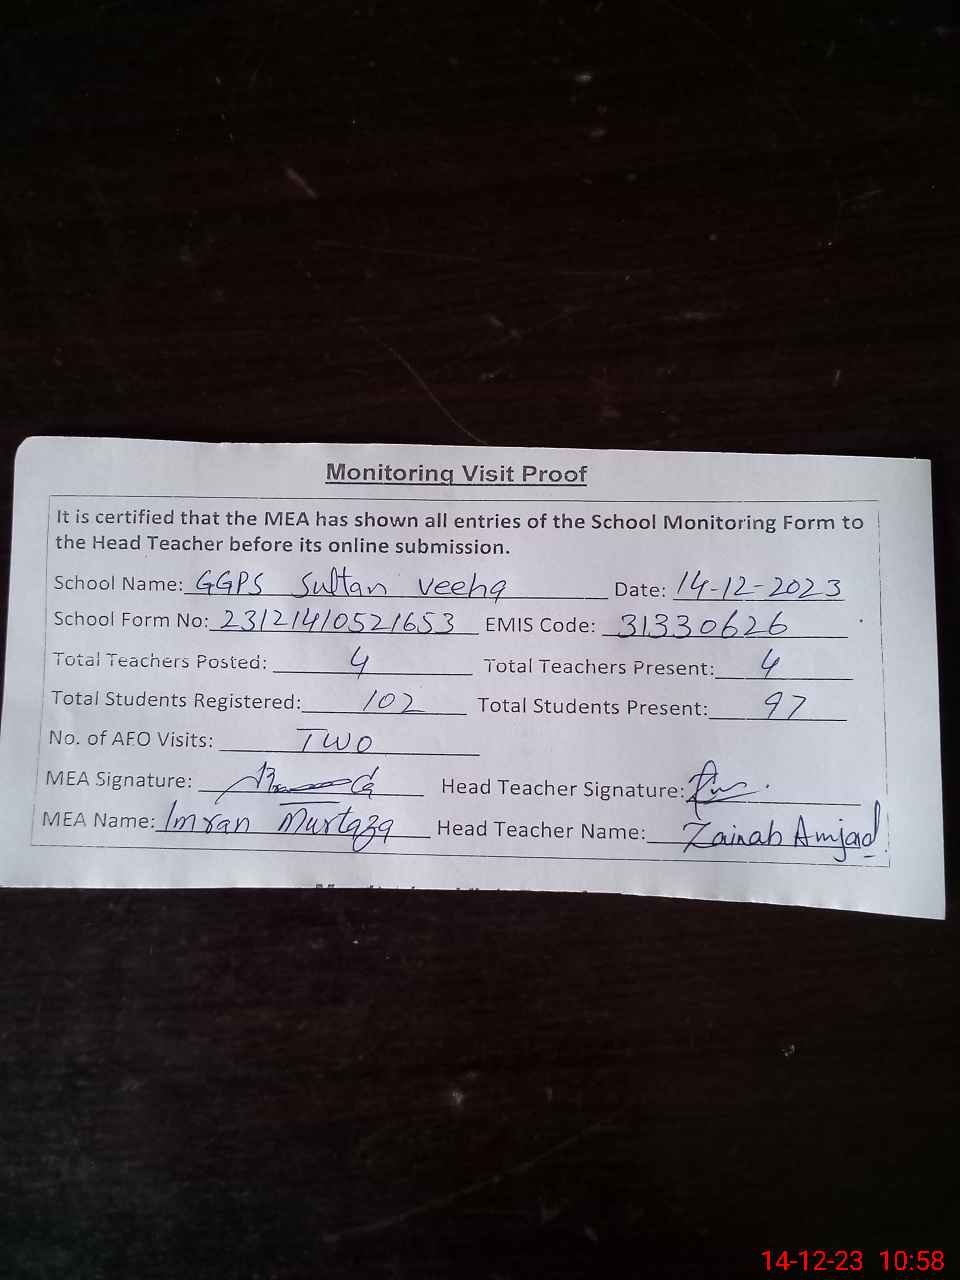 Monitoring Visit Proof
It is certified that the MEA has shown all entries of the School Monitoring Form to
the Head Teacher before its online submission.
School Name: GGPS Sultan Veeha Date: 14-12-2023
School Form No: 23121410521653 EMIS Code: 31330626
Total Teachers Posted: 4 Total Teachers Present: 4
Total Students Registered: 102 Total Students Present: 97
No. of AEO Visits: TWO
MEA Signature: Head Teacher Signature:
MEA Name: Imran Murtaza Head Teacher Name: Zainab Amjad
14-12-23 10:58